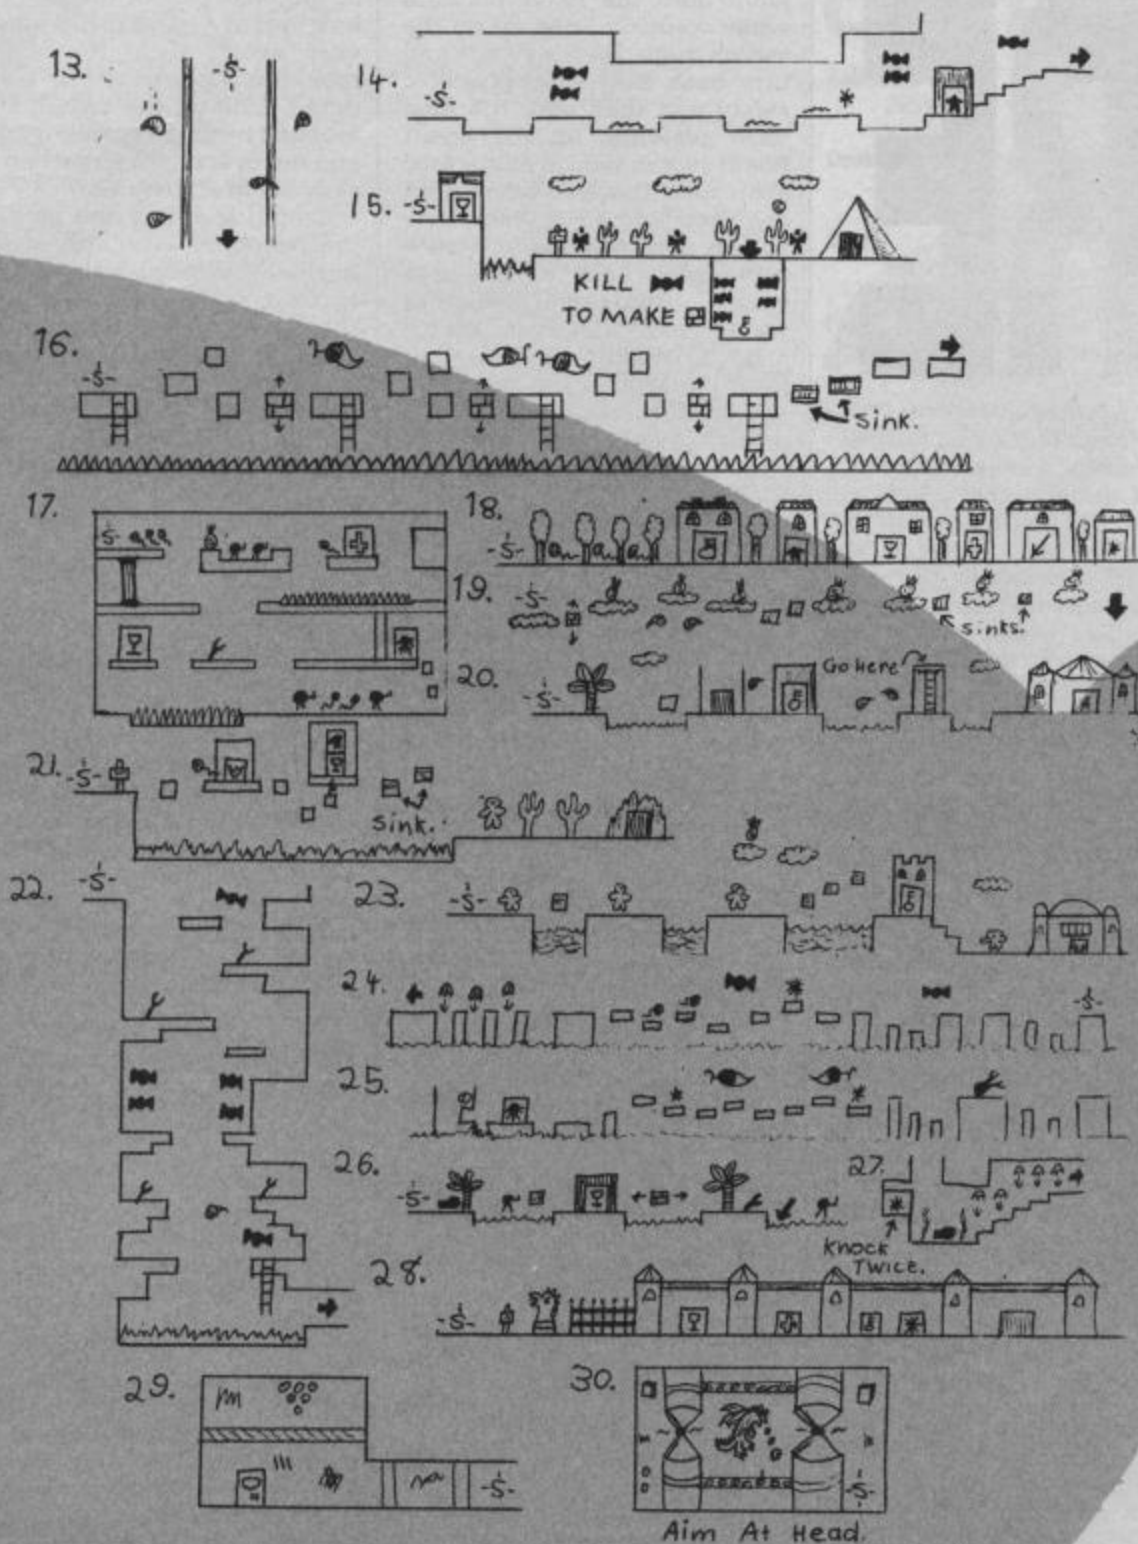 13.
-S-
14.
-S-
15.
-S-
KILL
TO MAKE
16.
-S-
Sink.
17.
-S-
18.
-S-
19.
-S-
sinks.
20.
-S-
GO HERE
21.
-S-
Sink.
22.
-S-
23.
-S-
24.
-S-
25.
26.
-S-
27.
KNOCK
TWICE.
28.
-S-
29.
-S-
30.
-S-
Aim At Head.